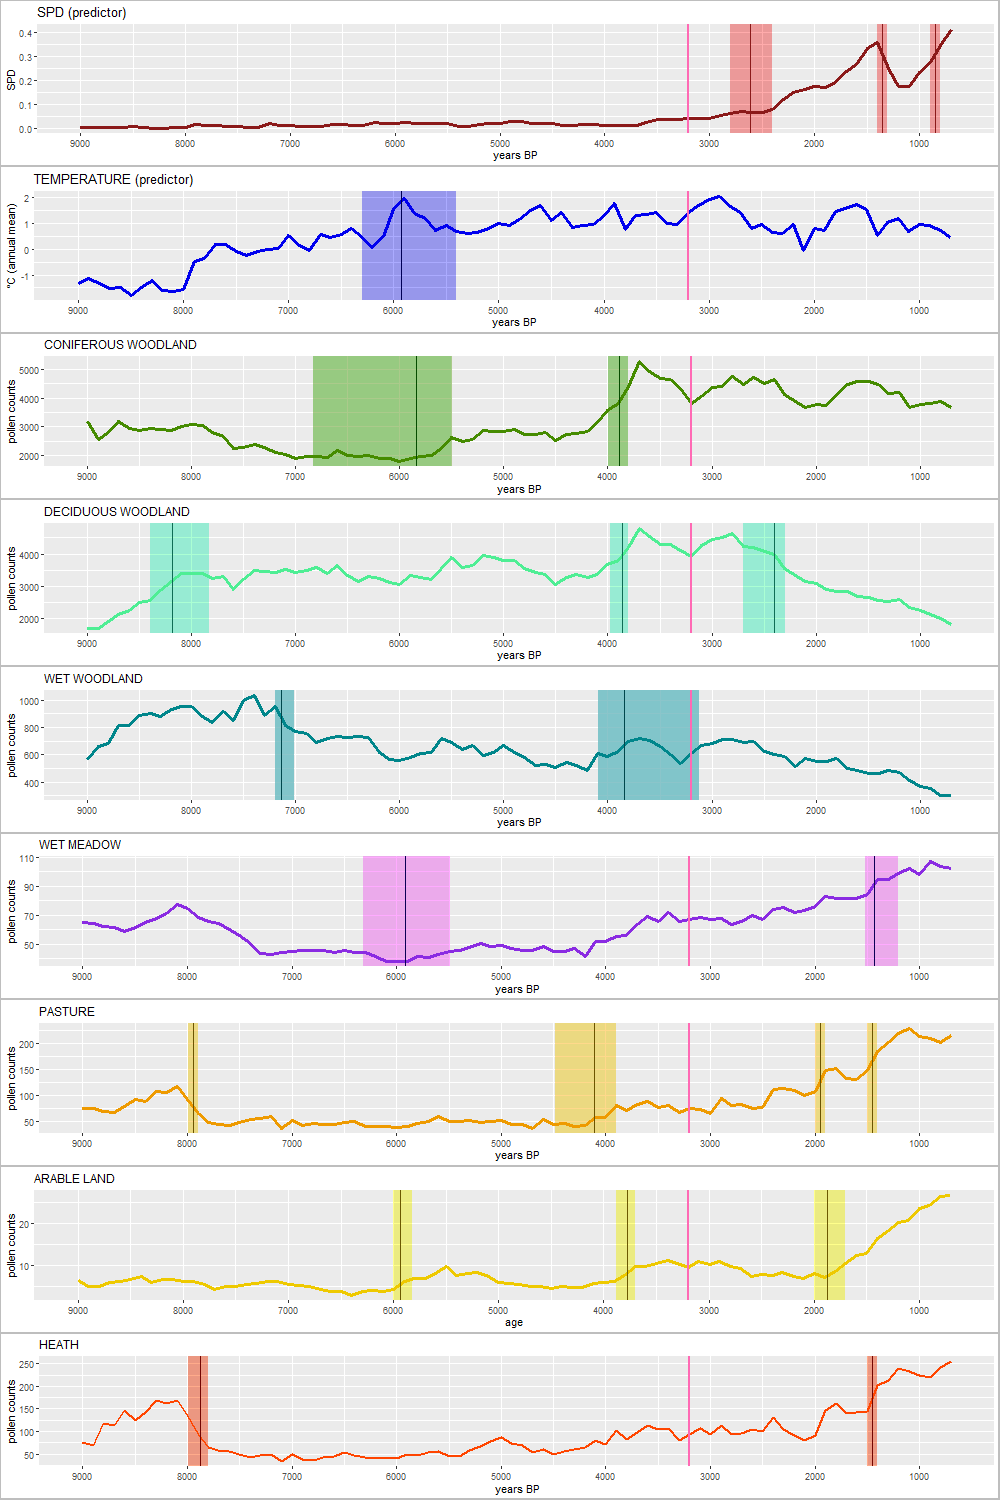 SPD (predictor)
SPD
0.4
0.3
0.2
0.1
0.0
9000 8000 7000 6000 5000 4000 3000 2000 1000
years BP
TEMPERATURE (predictor)
°C (annual mean)
2
1
0
-1
9000 8000 7000 6000 5000 4000 3000 2000 1000
years BP
CONIFEROUS WOODLAND
pollen counts
5000
4000
3000
2000
9000 8000 7000 6000 5000 4000 3000 2000 1000
years BP
DECIDUOUS WOODLAND
pollen counts
4000
3000
2000
9000 8000 7000 6000 5000 4000 3000 2000 1000
years BP
WET WOODLAND
pollen counts
1000
800
600
400
9000 8000 7000 6000 5000 4000 3000 2000 1000
years BP
WET MEADOW
pollen counts
110
90
70
50
9000 8000 7000 6000 5000 4000 3000 2000 1000
years BP
PASTURE
pollen counts
200
150
100
50
9000 8000 7000 6000 5000 4000 3000 2000 1000
years BP
ARABLE LAND
pollen counts
20
10
9000 8000 7000 6000 5000 4000 3000 2000 1000
age
HEATH
pollen counts
250
200
150
100
50
9000 8000 7000 6000 5000 4000 3000 2000 1000
years BP